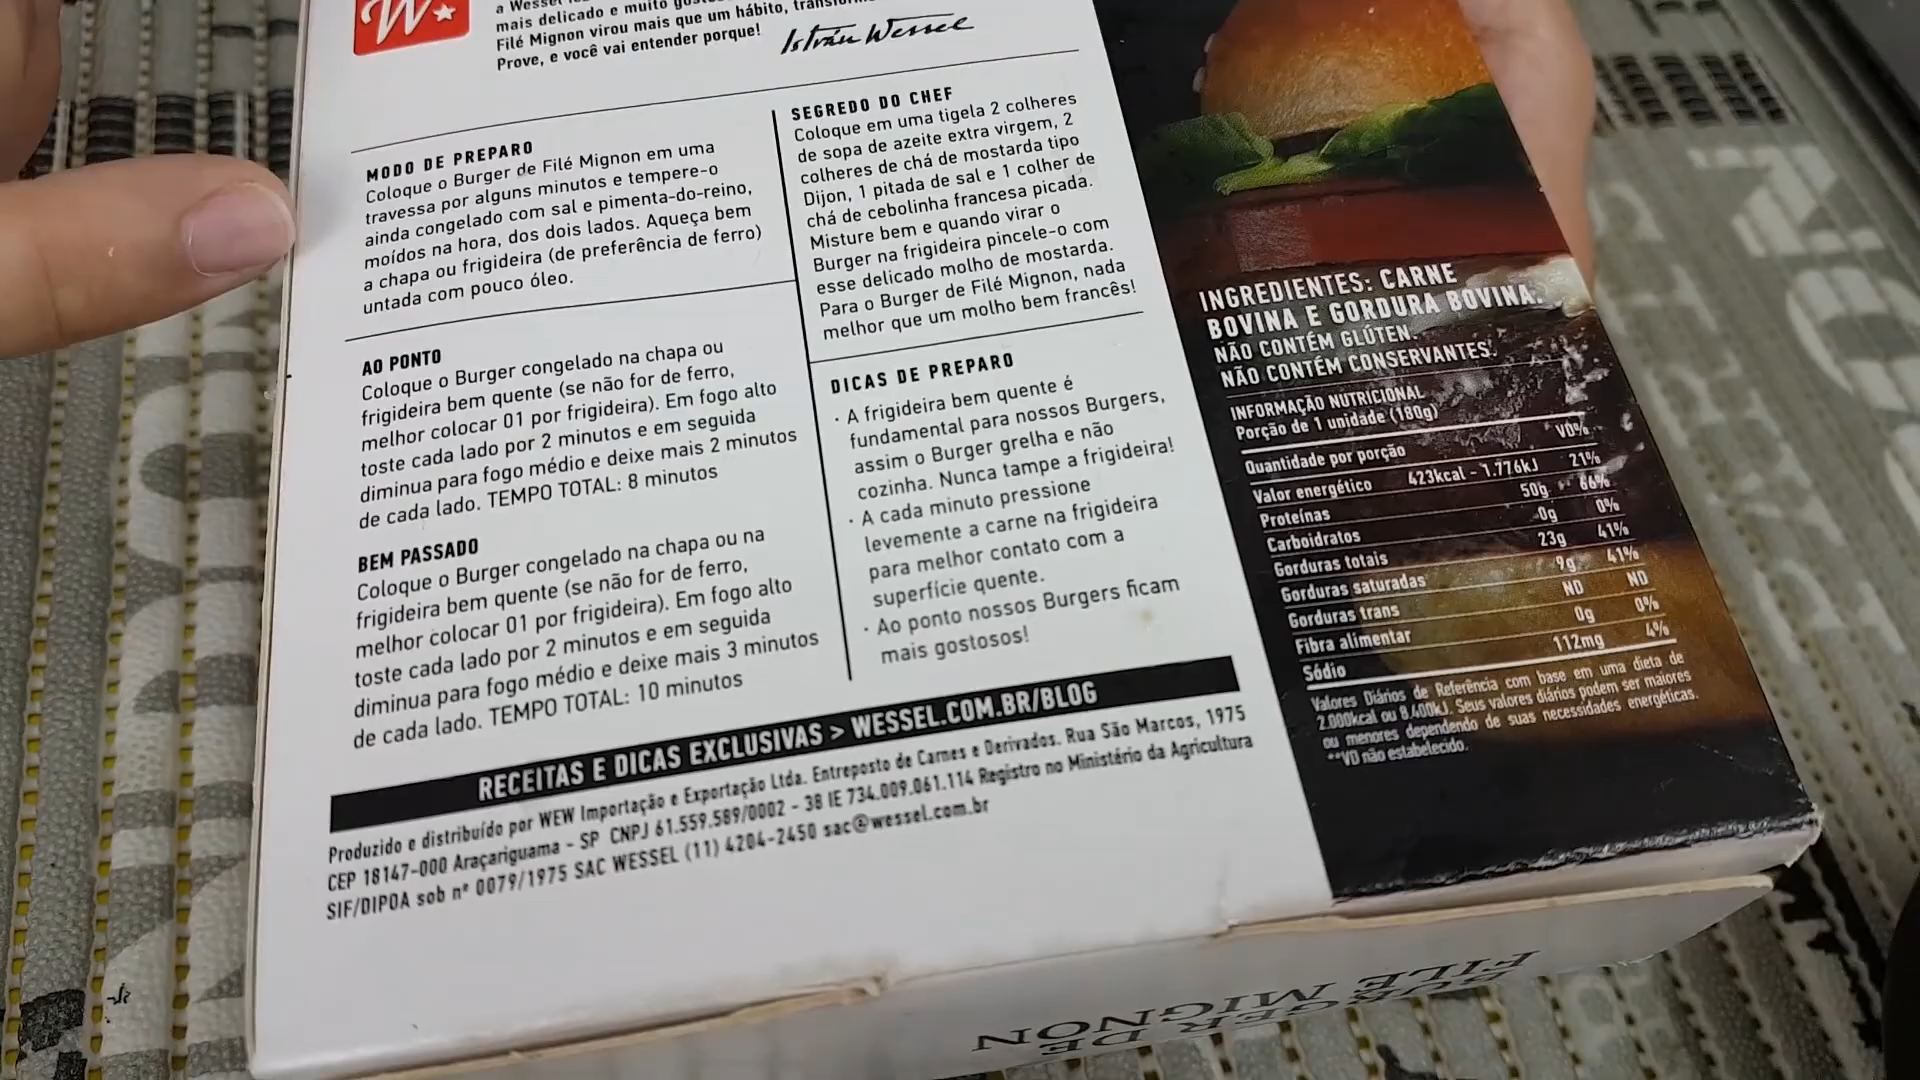 W
a Wessel
mais delicado e muito
Filé Mignon virou mais que um hábito,
Prove, e você vai entender porque!
István Wessel
MODO DE PREPARO
Coloque o Burger de Filé Mignon em uma
travessa por alguns minutos e tempere-o
ainda congelado com sal e pimenta-do-reino,
moídos na hora, dos dois lados. Aqueça bem
a chapa ou frigideira (de preferência de ferro)
untada com pouco óleo.
AO PONTO
Coloque o Burger congelado na chapa ou
frigideira bem quente (se não for de ferro,
melhor colocar 01 por frigideira). Em fogo alto
toste cada lado por 2 minutos e em seguida
diminua para fogo médio e deixe mais 2 minutos
de cada lado. TEMPO TOTAL: 8 minutos
BEM PASSADO
Coloque o Burger congelado na chapa ou na
frigideira bem quente (se não for de ferro,
melhor colocar 01 por frigideira). Em fogo alto
toste cada lado por 2 minutos e em seguida
diminua para fogo médio e deixe mais 3 minutos
de cada lado. TEMPO TOTAL: 10 minutos
SEGREDO DO CHEF
Coloque em uma tigela 2 colheres
de sopa de azeite extra virgem, 2
colheres de chá de mostarda tipo
Dijon, 1 pitada de sal e 1 colher de
chá de cebolinha francesa picada.
Misture bem e quando virar o
Burger na frigideira pincele-o com
esse delicado molho de mostarda.
Para o Burger de Filé Mignon, nada
melhor que um molho bem francês!
DICAS DE PREPARO
· A frigideira bem quente é
fundamental para nossos Burgers,
assim o Burger grelha e não
cozinha. Nunca tampe a frigideira!
· A cada minuto pressione
levemente a carne na frigideira
para melhor contato com a
superfície quente.
· Ao ponto nossos Burgers ficam
mais gostosos!
RECEITAS E DICAS EXCLUSIVAS > WESSEL.COM.BR/BLOG
Produzido e distribuído por WEW Importação e Exportação Ltda. Entreposto de Carnes e Derivados. Rua São Marcos, 1975
CEP 18147-000 Araçariguama - SP CNPJ 61.559.589/0002 - 38 IE 734.009.061.114 Registro no Ministério da Agricultura
SIF/DIPOA sob nº 0079/1975 SAC WESSEL (11) 4204-2450 sac@wessel.com.br
INGREDIENTES: CARNE
BOVINA E GORDURA BOVINA.
NÃO CONTÉM GLÚTEN.
NÃO CONTÉM CONSERVANTES.
INFORMAÇÃO NUTRICIONAL
Porção de 1 unidade (180g)
Quantidade por porção VD%
Valor energético 423kcal - 1.776kJ 21%
Proteínas 50g 66%
Carboidratos 0g 0%
Gorduras totais 23g 41%
Gorduras saturadas 9g 41%
Gorduras trans ND ND
Fibra alimentar 0g 0%
Sódio 112mg 4%
Valores Diários de Referência com base em uma dieta de
2.000kcal ou 8.400kJ. Seus valores diários podem ser maiores
ou menores dependendo de suas necessidades energéticas.
**VD não estabelecido.
BURGER DE
FILÉ MIGNON